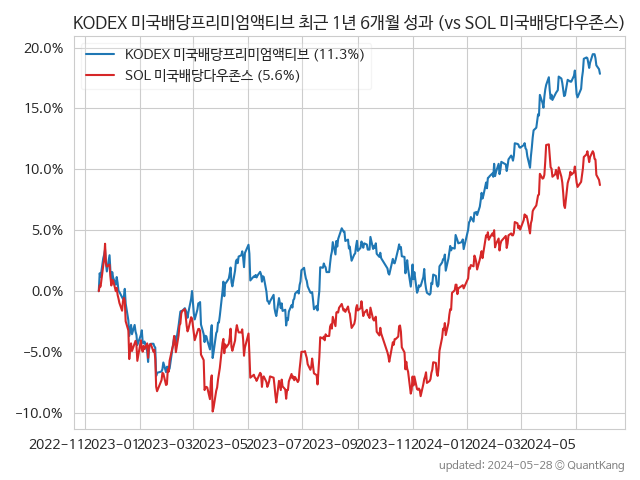 KODEX 미국배당프리미엄액티브 최근 1년 6개월 성과 (vs SOL 미국배당다우존스)
20.0%
KODEX 미국배당프리미엄액티브 (11.3%)
SOL 미국배당다우존스 (5.6%)
15.0%
10.0%
5.0%
0.0%
−5.0%
−10.0%
2022-11 2023-01 2023-03 2023-05 2023-07 2023-09 2023-11 2024-01 2024-03 2024-05
updated: 2024-05-28 © QuantKang